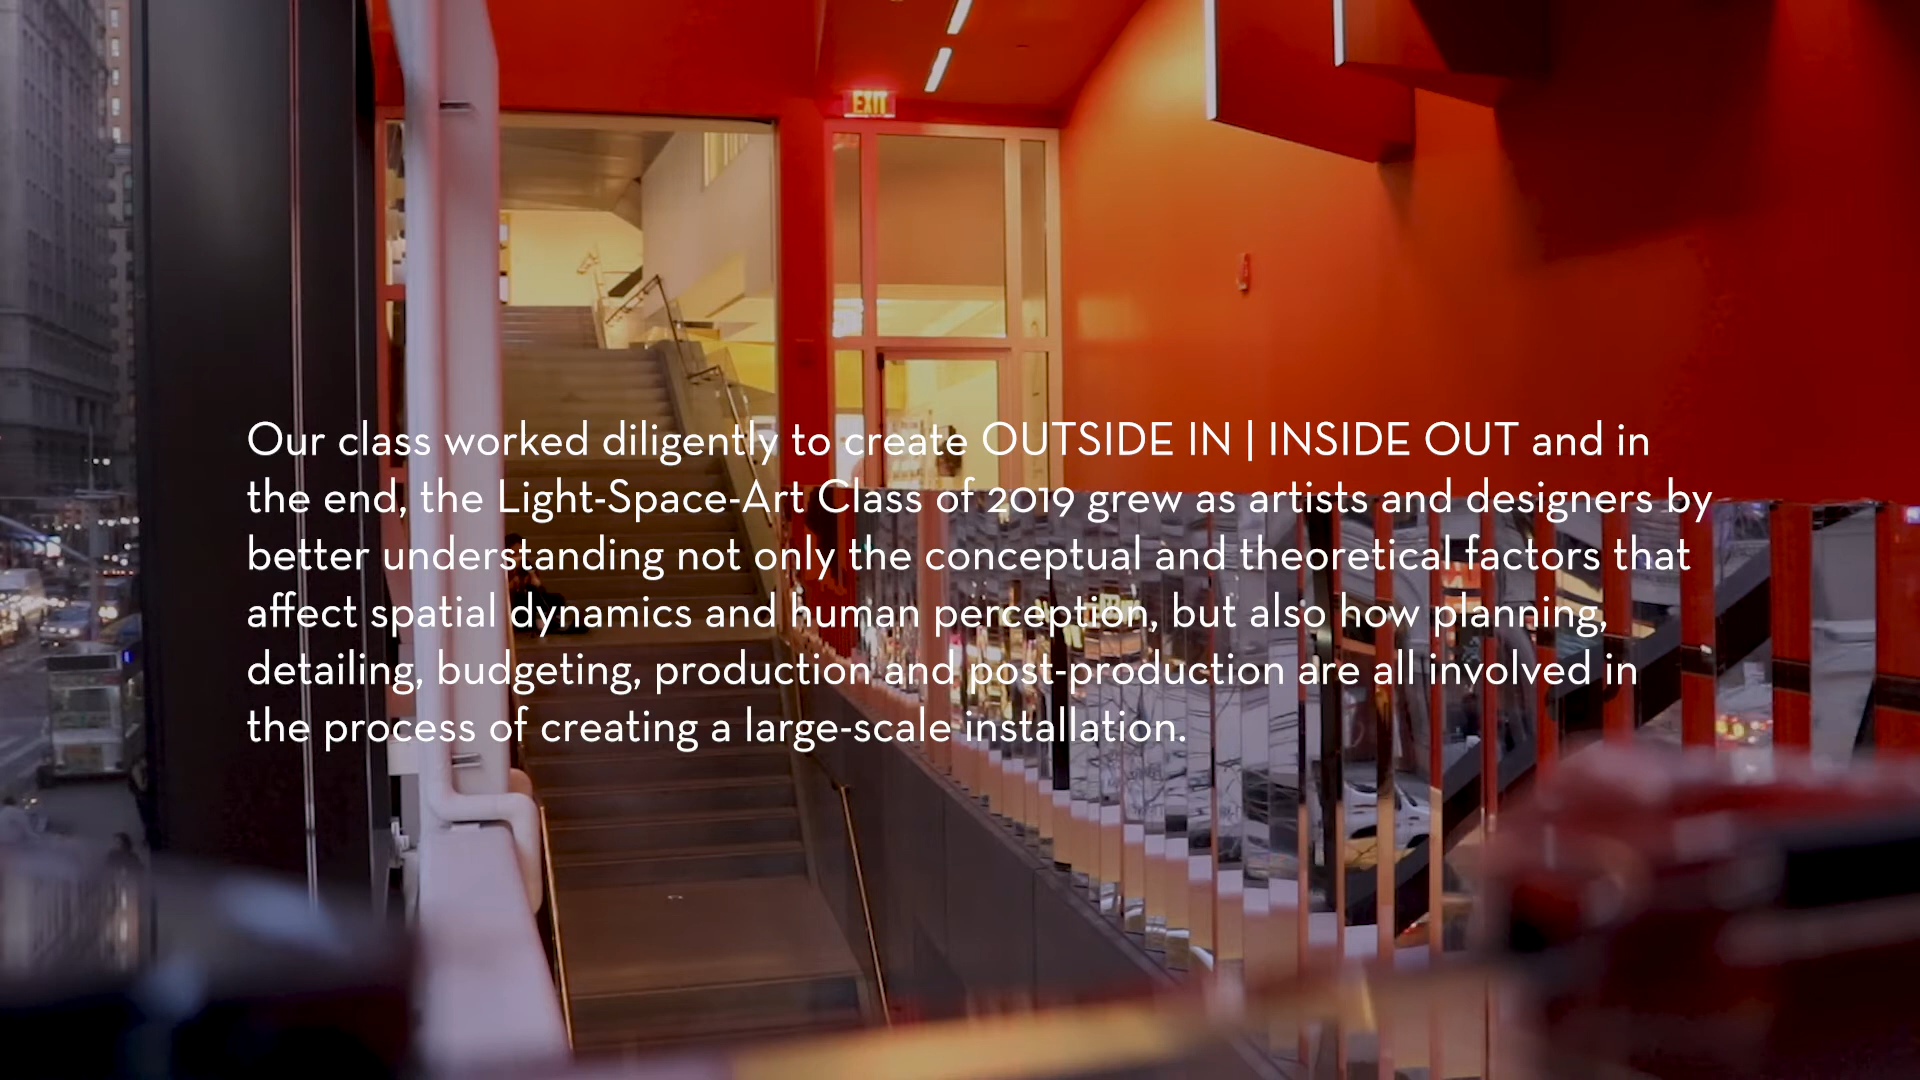 EXIT
Our class worked diligently to create OUTSIDE IN | INSIDE OUT and in
the end, the Light-Space-Art Class of 2019 grew as artists and designers by
better understanding not only the conceptual and theoretical factors that
affect spatial dynamics and human perception, but also how planning,
detailing, budgeting, production and post-production are all involved in
the process of creating a large-scale installation.